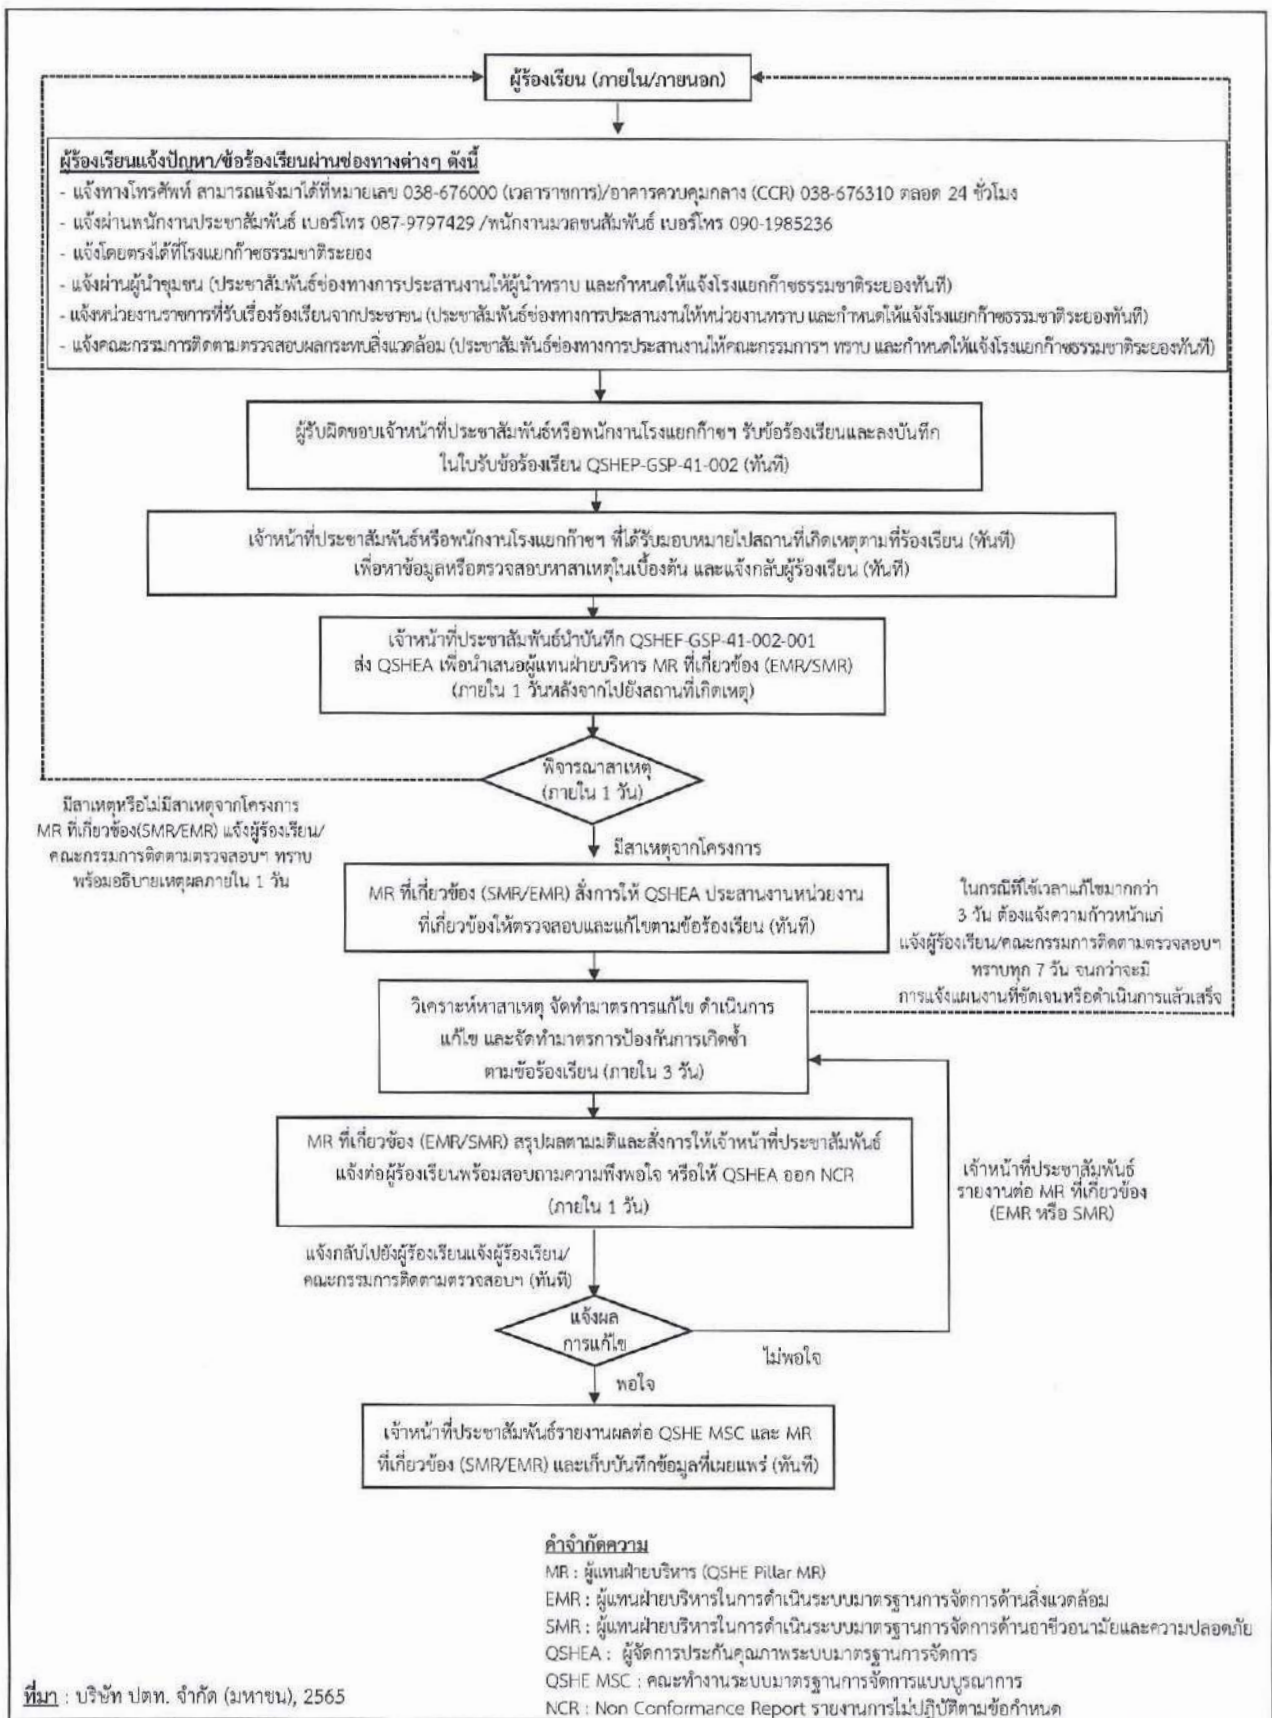 ผู้ร้องเรียน (ภายใน/ภายนอก)
ผู้ร้องเรียนแจ้งปัญหา/ข้อร้องเรียนผ่านช่องทางต่างๆ ดังนี้
- แจ้งทางโทรศัพท์ สามารถแจ้งมาได้ที่หมายเลข 038-676000 (เวลาราชการ)/อาคารควบคุมกลาง (CCR) 038-676310 ตลอด 24 ชั่วโมง
- แจ้งผ่านพนักงานประชาสัมพันธ์ เบอร์โทร 087-9797429 /พนักงานมวลชนสัมพันธ์ เบอร์โทร 090-1985236
- แจ้งโดยตรงได้ที่โรงแยกก๊าซธรรมชาติระยอง
- แจ้งผ่านผู้นำชุมชน (ประชาสัมพันธ์ช่องทางการประสานงานให้ผู้นำทราบ และกำหนดให้แจ้งโรงแยกก๊าซธรรมชาติระยองทันที)
- แจ้งหน่วยงานราชการที่รับเรื่องร้องเรียนจากประชาชน (ประชาสัมพันธ์ช่องทางการประสานงานให้หน่วยงานทราบ และกำหนดให้แจ้งโรงแยกก๊าซธรรมชาติระยองทันที)
- แจ้งคณะกรรมการติดตามตรวจสอบผลกระทบสิ่งแวดล้อม (ประชาสัมพันธ์ช่องทางการประสานงานให้คณะกรรมการฯ ทราบ และกำหนดให้แจ้งโรงแยกก๊าซธรรมชาติระยองทันที)
ผู้รับผิดชอบเจ้าหน้าที่ประชาสัมพันธ์หรือพนักงานโรงแยกก๊าซฯ รับข้อร้องเรียนและลงบันทึก
ในใบรับข้อร้องเรียน QSHEP-GSP-41-002 (ทันที)
เจ้าหน้าที่ประชาสัมพันธ์หรือพนักงานโรงแยกก๊าซฯ ที่ได้รับมอบหมายไปสถานที่เกิดเหตุตามที่ร้องเรียน (ทันที)
เพื่อหาข้อมูลหรือตรวจสอบหาสาเหตุในเบื้องต้น และแจ้งกลับผู้ร้องเรียน (ทันที)
เจ้าหน้าที่ประชาสัมพันธ์นำบันทึก QSHEF-GSP-41-002-001
ส่ง QSHEA เพื่อนำเสนอผู้แทนฝ่ายบริหาร MR ที่เกี่ยวข้อง (EMR/SMR)
(ภายใน 1 วันหลังจากไปยังสถานที่เกิดเหตุ)
พิจารณาสาเหตุ
(ภายใน 1 วัน)
มีสาเหตุหรือไม่มีสาเหตุจากโครงการ
MR ที่เกี่ยวข้อง(SMR/EMR) แจ้งผู้ร้องเรียน/
คณะกรรมการติดตามตรวจสอบฯ ทราบ
พร้อมอธิบายเหตุผลภายใน 1 วัน
มีสาเหตุจากโครงการ
MR ที่เกี่ยวข้อง (SMR/EMR) สั่งการให้ QSHEA ประสานงานหน่วยงาน
ที่เกี่ยวข้องให้ตรวจสอบและแก้ไขตามข้อร้องเรียน (ทันที)
ในกรณีที่ใช้เวลาแก้ไขมากกว่า
3 วัน ต้องแจ้งความก้าวหน้าแก่
แจ้งผู้ร้องเรียน/คณะกรรมการติดตามตรวจสอบฯ
ทราบทุก 7 วัน จนกว่าจะมี
การแจ้งแผนงานที่ชัดเจนหรือดำเนินการแล้วเสร็จ
วิเคราะห์หาสาเหตุ จัดทำมาตรการแก้ไข ดำเนินการ
แก้ไข และจัดทำมาตรการป้องกันการเกิดซ้ำ
ตามข้อร้องเรียน (ภายใน 3 วัน)
MR ที่เกี่ยวข้อง (EMR/SMR) สรุปผลตามมติและสั่งการให้เจ้าหน้าที่ประชาสัมพันธ์
แจ้งต่อผู้ร้องเรียนพร้อมสอบถามความพึงพอใจ หรือให้ QSHEA ออก NCR
(ภายใน 1 วัน)
เจ้าหน้าที่ประชาสัมพันธ์
รายงานต่อ MR ที่เกี่ยวข้อง
(EMR หรือ SMR)
แจ้งกลับไปยังผู้ร้องเรียนแจ้งผู้ร้องเรียน/
คณะกรรมการติดตามตรวจสอบฯ (ทันที)
แจ้งผล
การแก้ไข
ไม่พอใจ
พอใจ
เจ้าหน้าที่ประชาสัมพันธ์รายงานผลต่อ QSHE MSC และ MR
ที่เกี่ยวข้อง (SMR/EMR) และเก็บบันทึกข้อมูลที่เผยแพร่ (ทันที)
คำจำกัดความ
MR : ผู้แทนฝ่ายบริหาร (QSHE Pillar MR)
EMR : ผู้แทนฝ่ายบริหารในการดำเนินระบบมาตรฐานการจัดการด้านสิ่งแวดล้อม
SMR : ผู้แทนฝ่ายบริหารในการดำเนินระบบมาตรฐานการจัดการด้านอาชีวอนามัยและความปลอดภัย
QSHEA : ผู้จัดการประกันคุณภาพระบบมาตรฐานการจัดการ
QSHE MSC : คณะทำงานระบบมาตรฐานการจัดการแบบบูรณาการ
NCR : Non Conformance Report รายงานการไม่ปฏิบัติตามข้อกำหนด
ที่มา : บริษัท ปตท. จำกัด (มหาชน), 2565